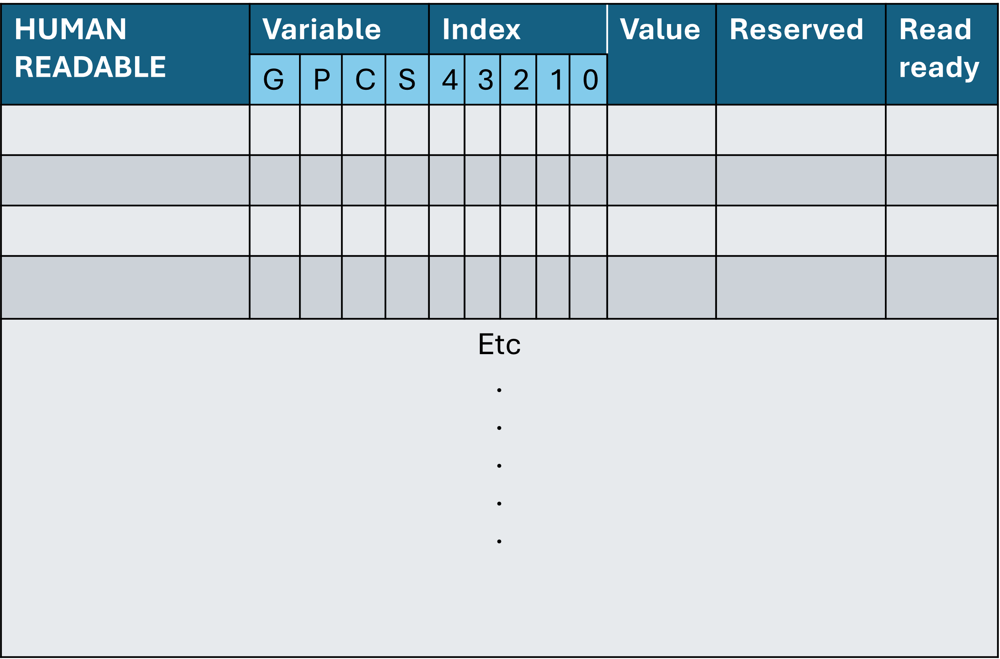 HUMAN READABLE Variable Index Value Reserved Read ready
G P C S 4 3 2 1 0
Etc
.
.
.
.
.